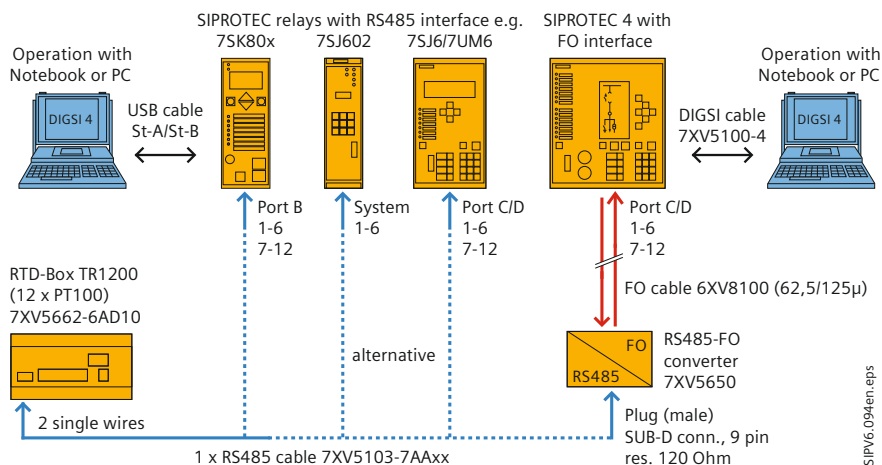 SIPROTEC relays with RS485 interface e.g.
7SK80x
7SJ602
7SJ6/7UM6
SIPROTEC 4 with
FO interface
Operation with
Notebook or PC
DIGSI 4
USB cable
St-A/St-B
DIGSI cable
7XV5100-4
Operation with
Notebook or PC
DIGSI 4
Port B
1-6
7-12
System
1-6
Port C/D
1-6
7-12
Port C/D
1-6
7-12
RTD-Box TR1200
(12 x PT100)
7XV5662-6AD10
FO cable 6XV8100 (62,5/125µ)
alternative
FO
RS485
RS485-FO
converter
7XV5650
2 single wires
1 x RS485 cable 7XV5103-7AAxx
Plug (male)
SUB-D conn., 9 pin
res. 120 Ohm
SIPV6.094en.eps